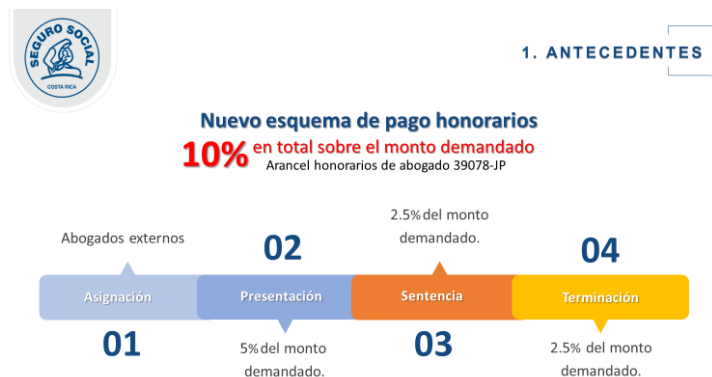 SEGURO SOCIAL
COSTA RICA
1. ANTECEDENTES
Nuevo esquema de pago honorarios
10% en total sobre el monto demandado
Arancel honorarios de abogado 39078-JP
Abogados externos
02
2.5% del monto
demandado.
04
Asignación
Presentación
Sentencia
Terminación
01
5% del monto
demandado.
03
2.5% del monto
demandado.